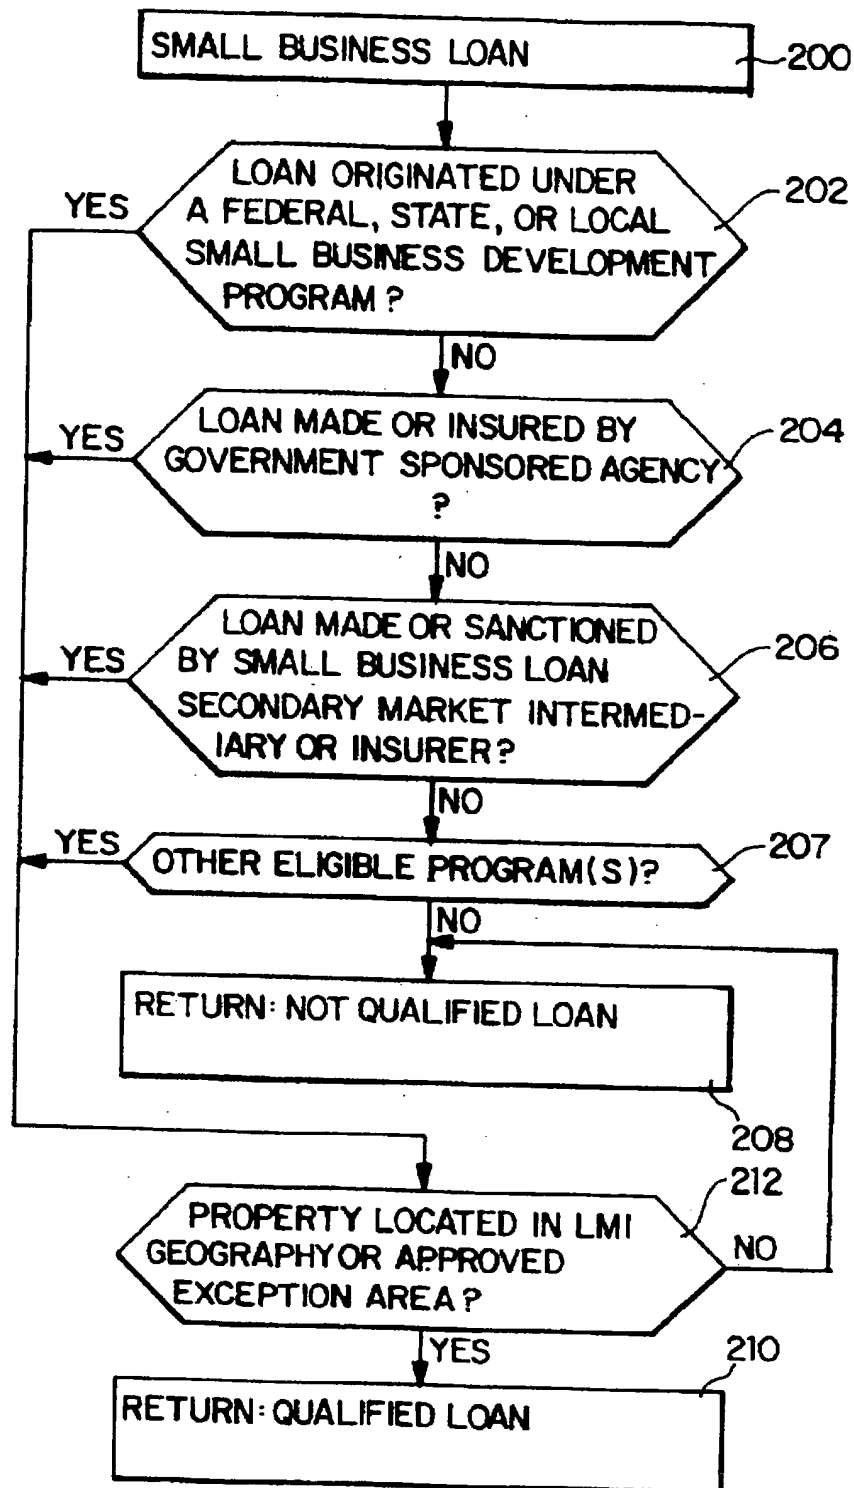 SMALL BUSINESS LOAN
200
LOAN ORIGINATED UNDER
A FEDERAL, STATE, OR LOCAL
SMALL BUSINESS DEVELOPMENT
PROGRAM?
202
YES
NO
LOAN MADE OR INSURED BY
GOVERNMENT SPONSORED AGENCY
?
204
YES
NO
LOAN MADE OR SANCTIONED
BY SMALL BUSINESS LOAN
SECONDARY MARKET INTERMED-
IARY OR INSURER?
206
YES
NO
OTHER ELIGIBLE PROGRAM(S)?
207
YES
NO
RETURN: NOT QUALIFIED LOAN
208
PROPERTY LOCATED IN LMI
GEOGRAPHY OR APPROVED
EXCEPTION AREA?
212
NO
YES
RETURN: QUALIFIED LOAN
210